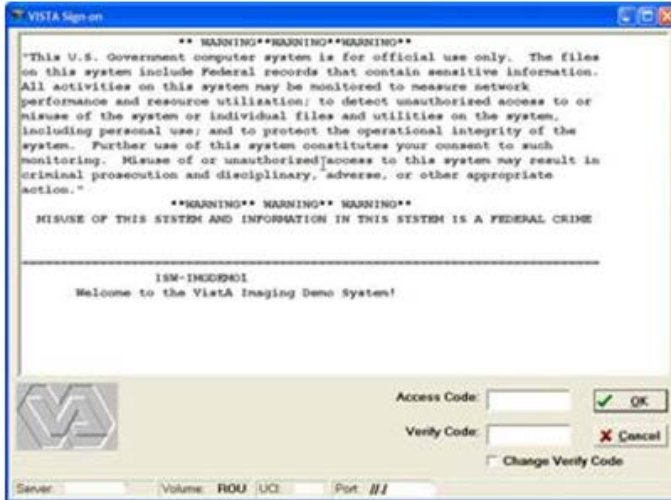 VISTA Sign-on
** WARNING**WARNING**WARNING**
"This U.S. Government computer system is for official use only. The files
on this system include Federal records that contain sensitive information.
All activities on this system may be monitored to measure network
performance and resource utilization; to detect unauthorized access to or
misuse of the system or individual files and utilities on the system,
including personal use; and to protect the operational integrity of the
system. Further use of this system constitutes your consent to such
monitoring. Misuse of or unauthorized access to this system may result in
criminal prosecution and disciplinary, adverse, or other appropriate
action."
**WARNING** WARNING** WARNING**
MISUSE OF THIS SYSTEM AND INFORMATION IN THIS SYSTEM IS A FEDERAL CRIME
ISW-IMGDEMO1
Welcome to the VistA Imaging Demo System!
Access Code:
OK
VA
Verify Code:
Cancel
Change Verify Code
Server: Volume: ROU UCI: Port: ///